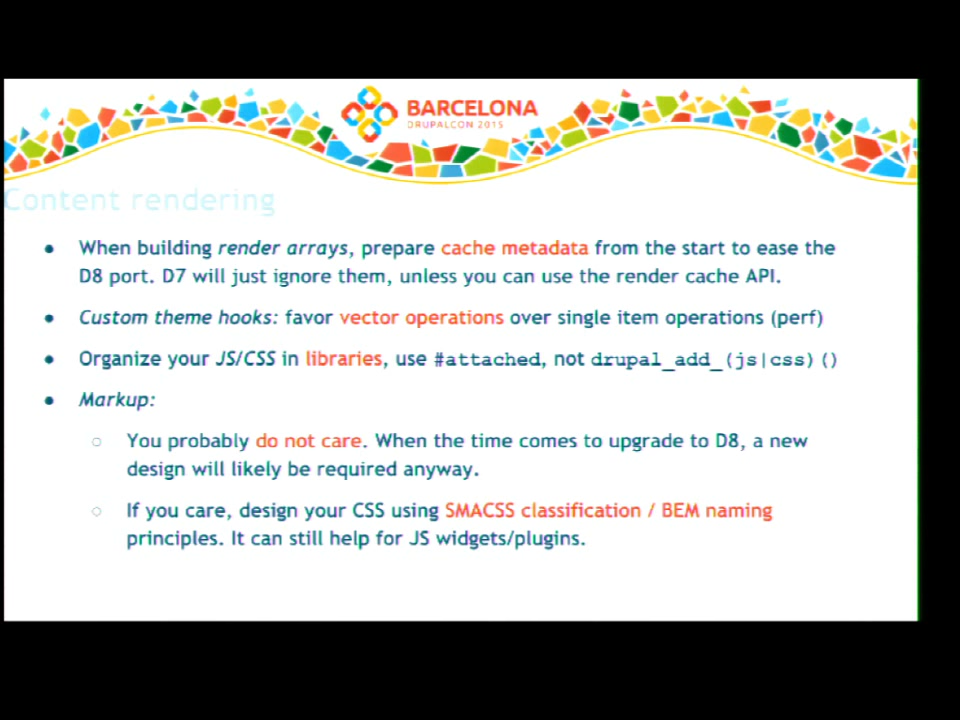 BARCELONA
DRUPALCON 2015
Content rendering
● When building render arrays, prepare cache metadata from the start to ease the
D8 port. D7 will just ignore them, unless you can use the render cache API.
● Custom theme hooks: favor vector operations over single item operations (perf)
● Organize your JS/CSS in libraries, use #attached, not drupal_add_(js|css)()
● Markup:
○ You probably do not care. When the time comes to upgrade to D8, a new
design will likely be required anyway.
○ If you care, design your CSS using SMACSS classification / BEM naming
principles. It can still help for JS widgets/plugins.